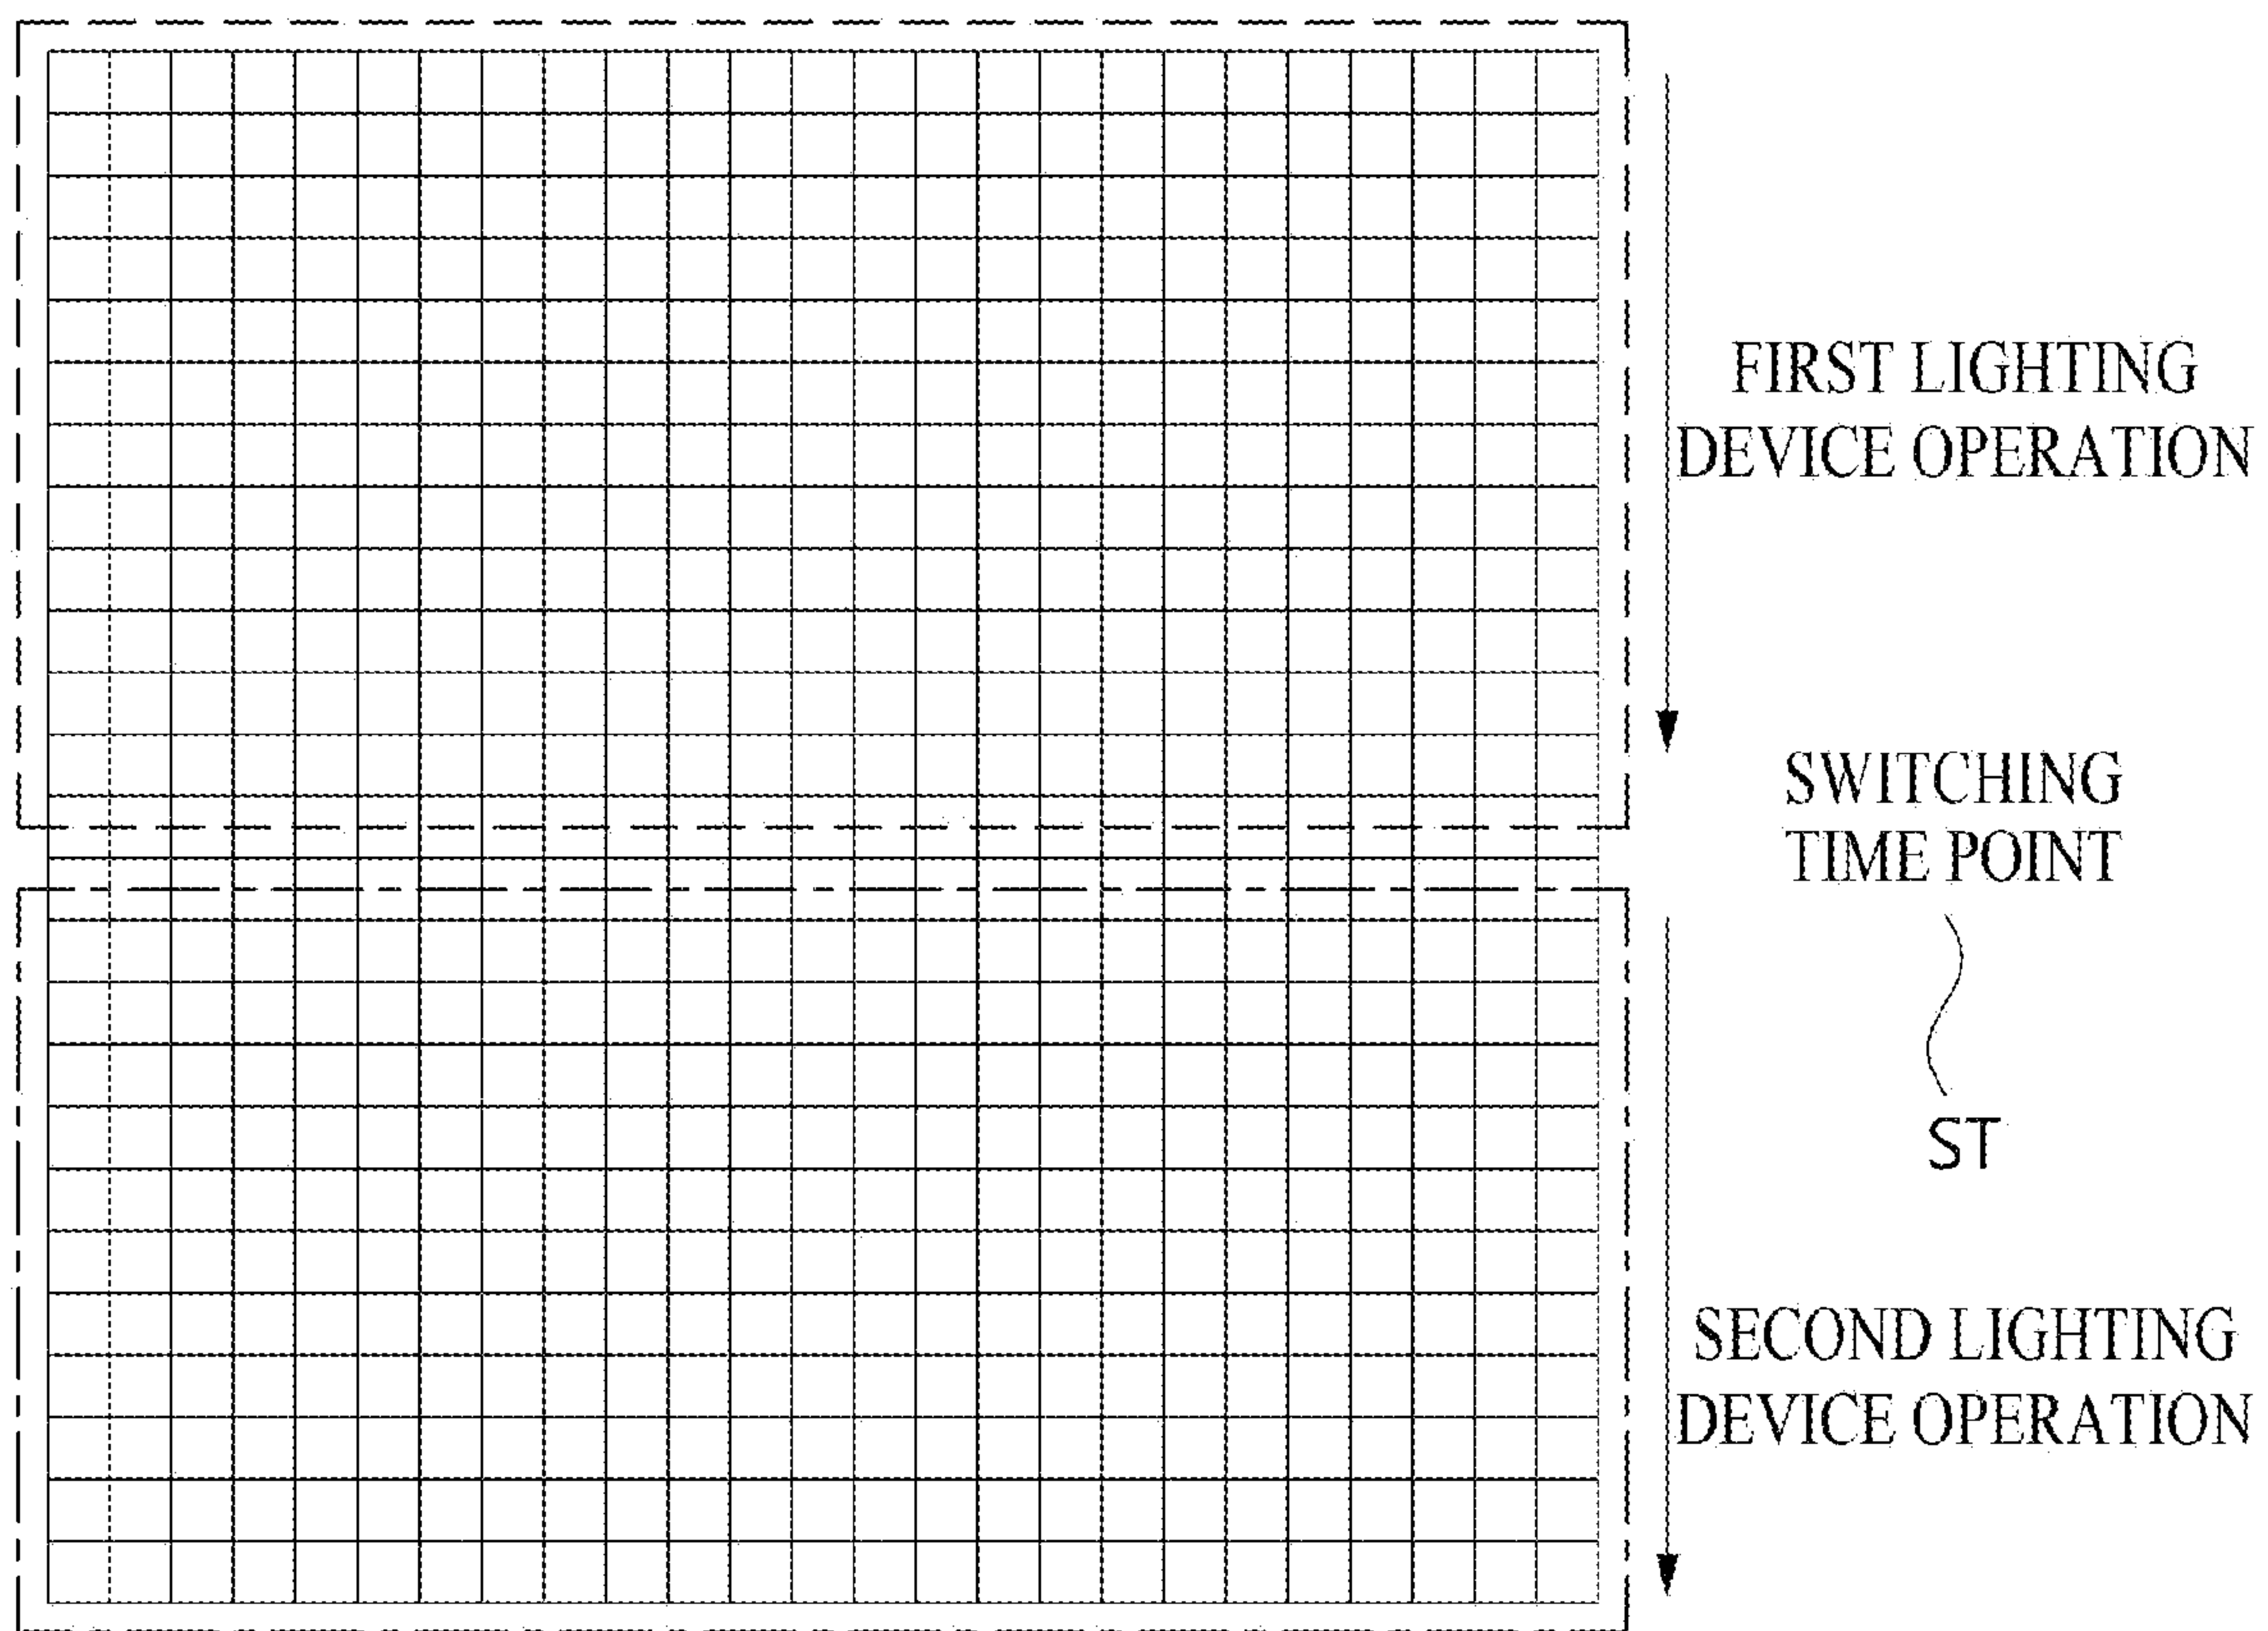 FIRST LIGHTING
DEVICE OPERATION
SWITCHING
TIME POINT
ST
SECOND LIGHTING
DEVICE OPERATION